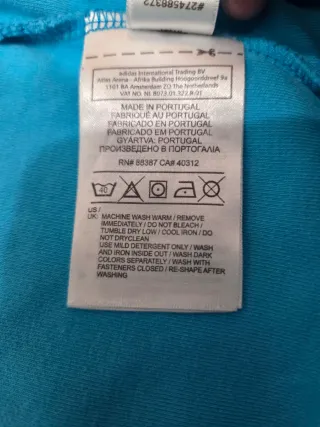 #274588372
adidas International Trading BV
Atlas Arena- Afrika Building Hoogoorddreef 9a
1101 BA Amsterdam ZO The Netherlands
VAT NO. NL 8073.01.372.B.01
MADE IN PORTUGAL
FABRIQUÉ AU PORTUGAL
FABRICADO EN PORTUGAL
FABRICADO EM PORTUGAL
GYÁRTVA: PORTUGAL
ПРОИЗВЕДЕНО В ПОРТОГАЛІА
RN# 88387 CA# 40312
40
US /
UK: MACHINE WASH WARM / REMOVE
IMMEDIATELY / DO NOT BLEACH /
TUMBLE DRY LOW / COOL IRON / DO
NOT DRYCLEAN
USE MILD DETERGENT ONLY / WASH
AND IRON INSIDE OUT / WASH DARK
COLORS SEPARATELY / WASH WITH
FASTENERS CLOSED / RE-SHAPE AFTER
WASHING